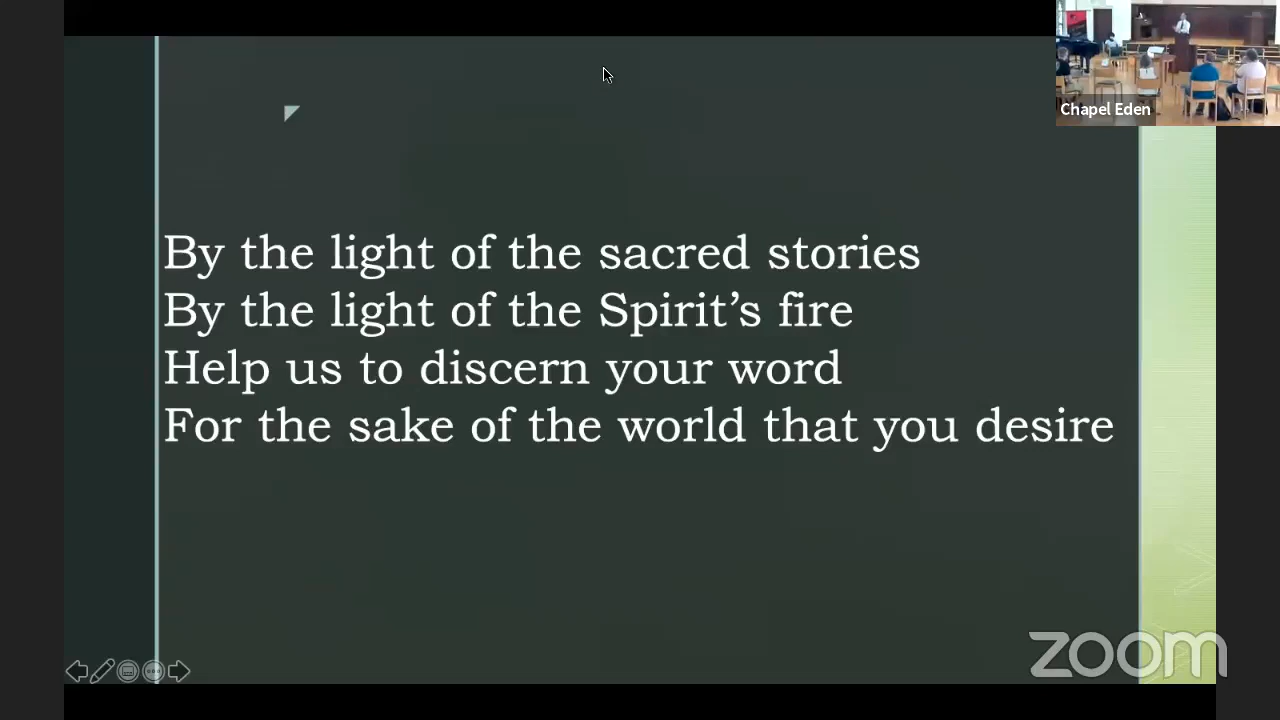 Chapel Eden
By the light of the sacred stories
By the light of the Spirit’s fire
Help us to discern your word
For the sake of the world that you desire
zoom